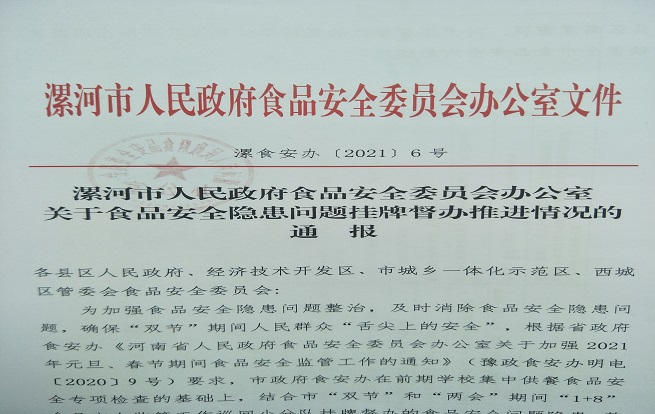 漯河市人民政府食品安全委员会办公室文件
漯食安办〔2021〕6号
漯河市人民政府食品安全委员会办公室
关于食品安全隐患问题挂牌督办推进情况的
通 报
各县区人民政府、经济技术开发区、市城乡一体化示范区、西城
区管委会食品安全委员会：
为加强食品安全隐患问题整治，及时消除食品安全隐患问
题，确保“双节”期间人民群众“舌尖上的安全”，根据省政府
食安办《河南省人民政府食品安全委员会办公室关于加强2021
年元旦、春节期间食品安全监管工作的通知》（豫政食安办明电
〔2020〕9号）要求，市政府食安办在前期学校集中供餐食品安
全专项检查的基础上，结合市“双节”和“两会”期间“1+8”